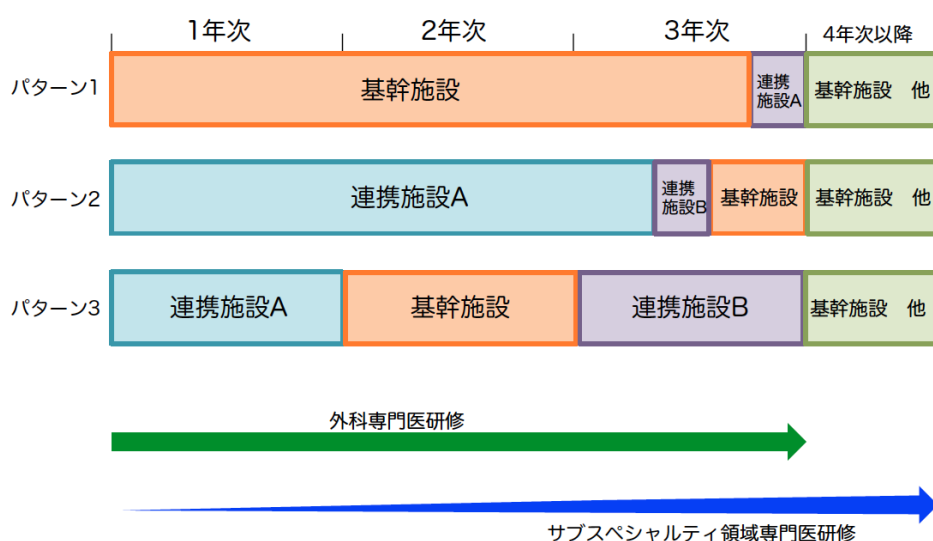 1年次 2年次 3年次 4年次以降
パターン1 基幹施設 連携 基幹施設 他
施設A
パターン2 連携施設A 連携 基幹施設 基幹施設 他
施設B
パターン3 連携施設A 基幹施設 連携施設B 基幹施設 他
外科専門医研修
サブスペシャルティ領域専門医研修